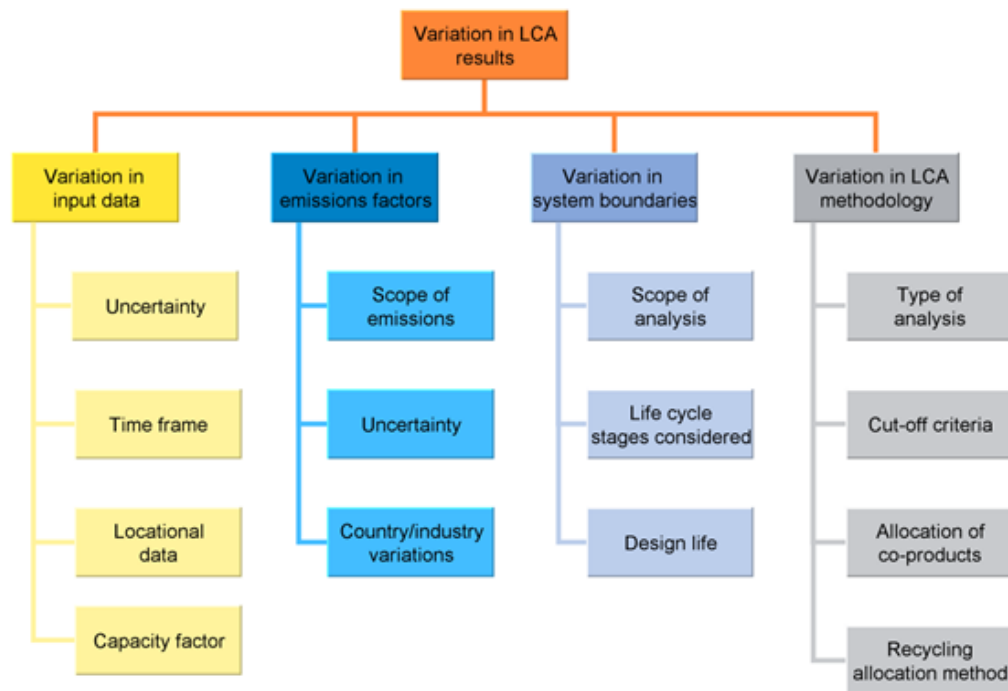 Variation in LCA
results
Variation in
input data
Uncertainty
Time frame
Locational
data
Capacity factor
Variation in
emissions factors
Scope of
emissions
Uncertainty
Country/industry
variations
Variation in
system boundaries
Scope of
analysis
Life cycle
stages considered
Design life
Variation in LCA
methodology
Type of
analysis
Cut-off criteria
Allocation of
co-products
Recycling
allocation method